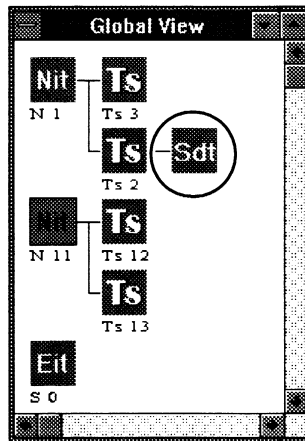 Global View
Nit Ts
N 1 Ts 3
Ts Sdt
Ts 2
Nit Ts
N 11 Ts 12
Ts
Ts 13
Eit
S 0